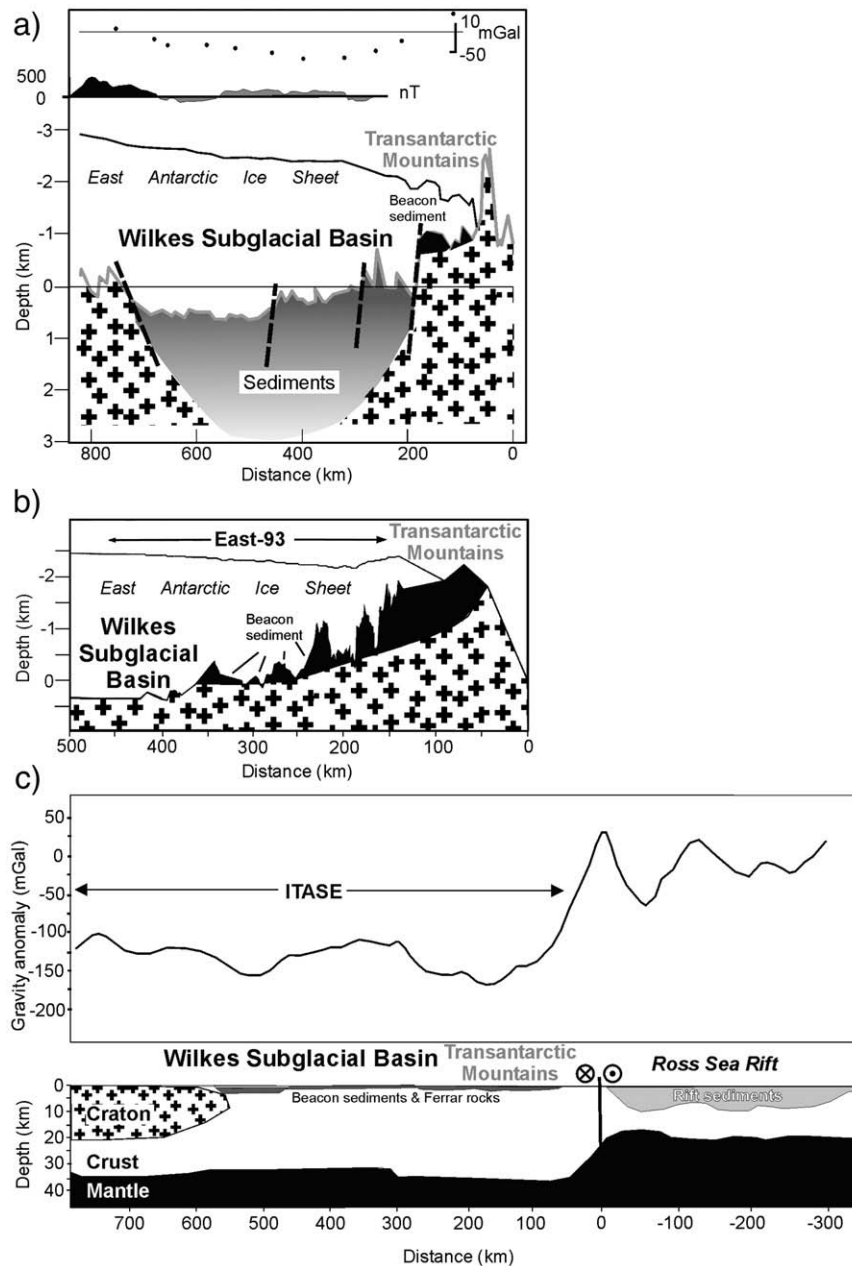 a)
10
mGal
-50
500
0
nT
-3
Transantarctic
Mountains
-2
East Antarctic Ice Sheet
Beacon
sediment
-1
Wilkes Subglacial Basin
0
Depth (km)
1
Sediments
2
3
800 600 400 200 0
Distance (km)
b)
East-93
Transantarctic
Mountains
-2
East Antarctic Ice Sheet
Beacon
sediment
-1
Wilkes
Subglacial
Basin
Depth (km)
0
500 400 300 200 100 0
Distance (km)
c)
50
0
-50
ITASE
-100
-150
-200
Gravity anomaly (mGal)
Wilkes Subglacial Basin
Transantarctic
Mountains
Ross Sea Rift
0
Beacon sediments & Ferrar rocks
Rift sediments
10
Craton
20
30
Crust
40
Mantle
Depth (km)
700 600 500 400 300 200 100 0 -100 -200 -300
Distance (km)